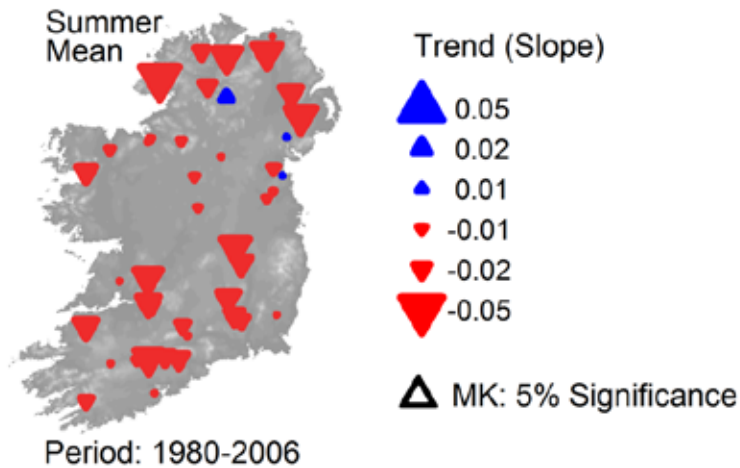 Summer
Mean
Trend (Slope)
0.05
0.02
0.01
-0.01
-0.02
-0.05
MK: 5% Significance
Period: 1980-2006